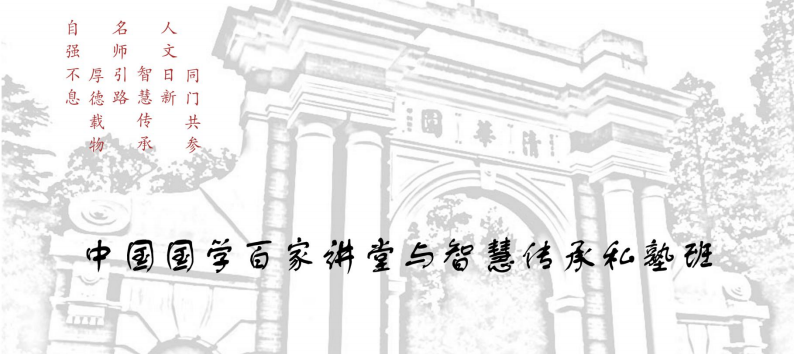 自强不息
厚德载物
名师引路
智慧传承
人文日新
同门共参
清華園
中国国学百家讲堂与智慧传承私塾班